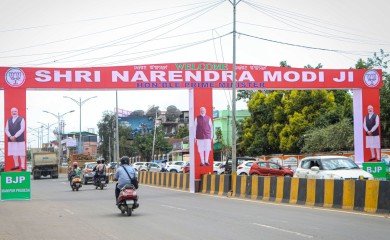 WELCOME
SHRI NARENDRA MODI JI
HON'BLE PRIME MINISTER
BJP
BJP